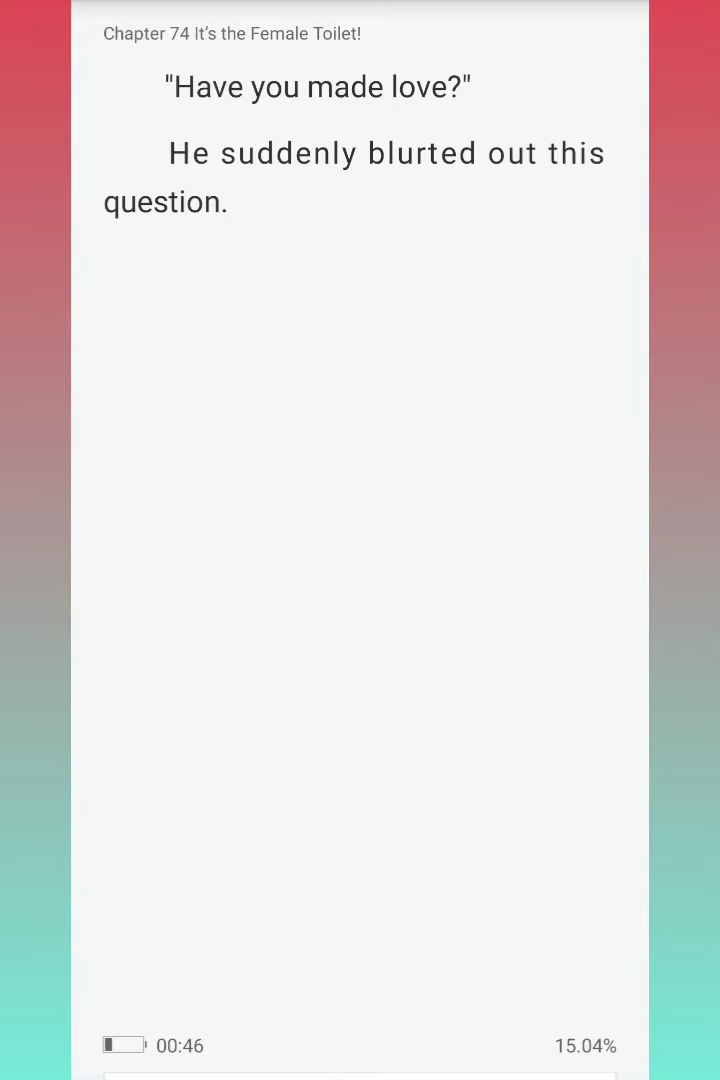 Chapter 74 It’s the Female Toilet!
"Have you made love?"
He suddenly blurted out this
question.
00:46
15.04%